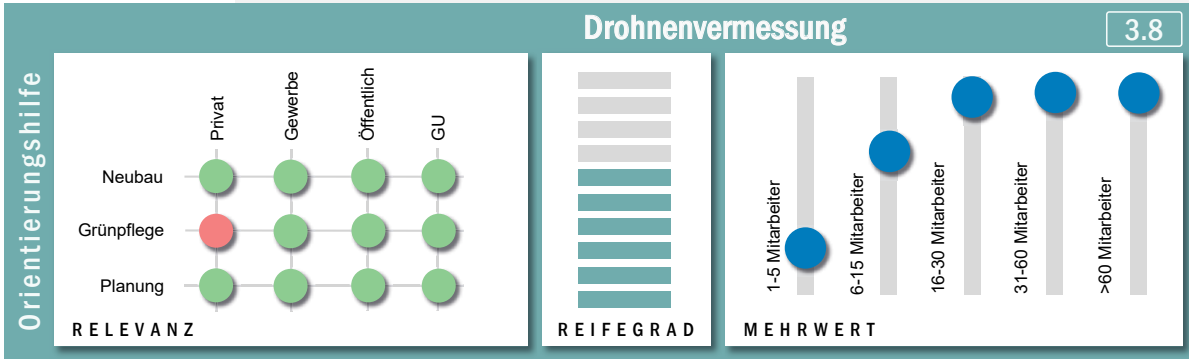 Drohnenvermessung
3.8
Orientierungshilfe
Privat
Gewerbe
Öffentlich
GU
Neubau
Grünpflege
Planung
RELEVANZ
REIFEGRAD
1-5 Mitarbeiter
6-15 Mitarbeiter
16-30 Mitarbeiter
31-60 Mitarbeiter
>60 Mitarbeiter
MEHRWERT